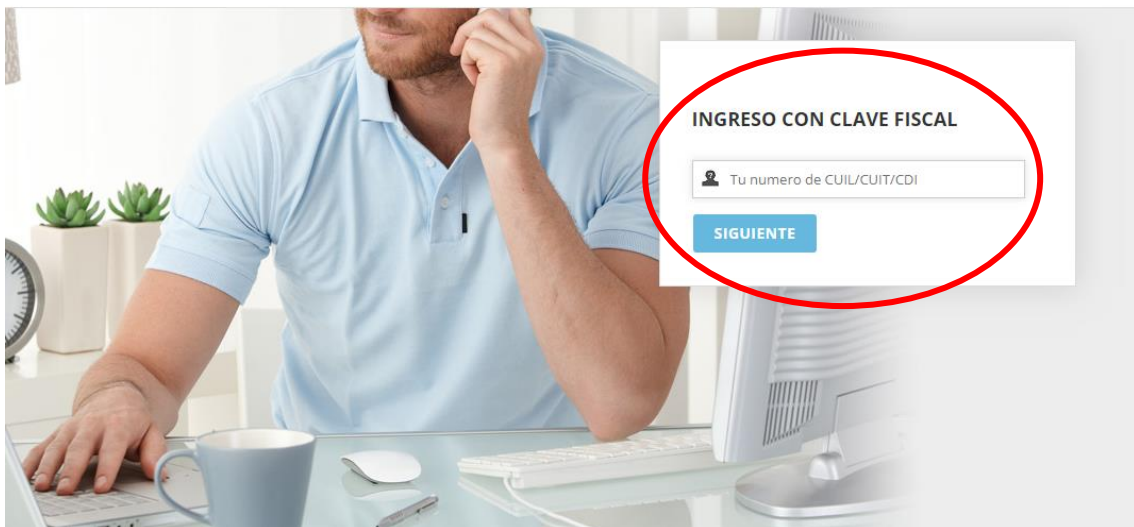 INGRESO CON CLAVE FISCAL
Tu numero de CUIL/CUIT/CDI
SIGUIENTE